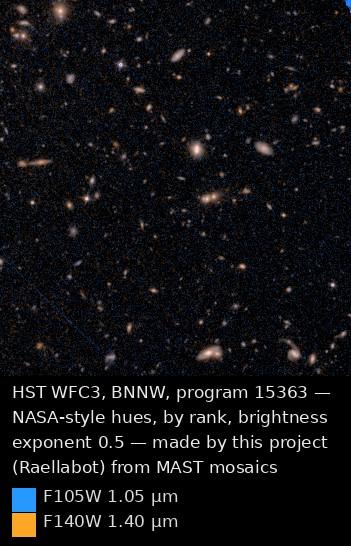 HST WFC3, BNNW, program 15363 —
NASA-style hues, by rank, brightness
exponent 0.5 — made by this project
(Raellabot) from MAST mosaics
F105W 1.05 µm
F140W 1.40 µm